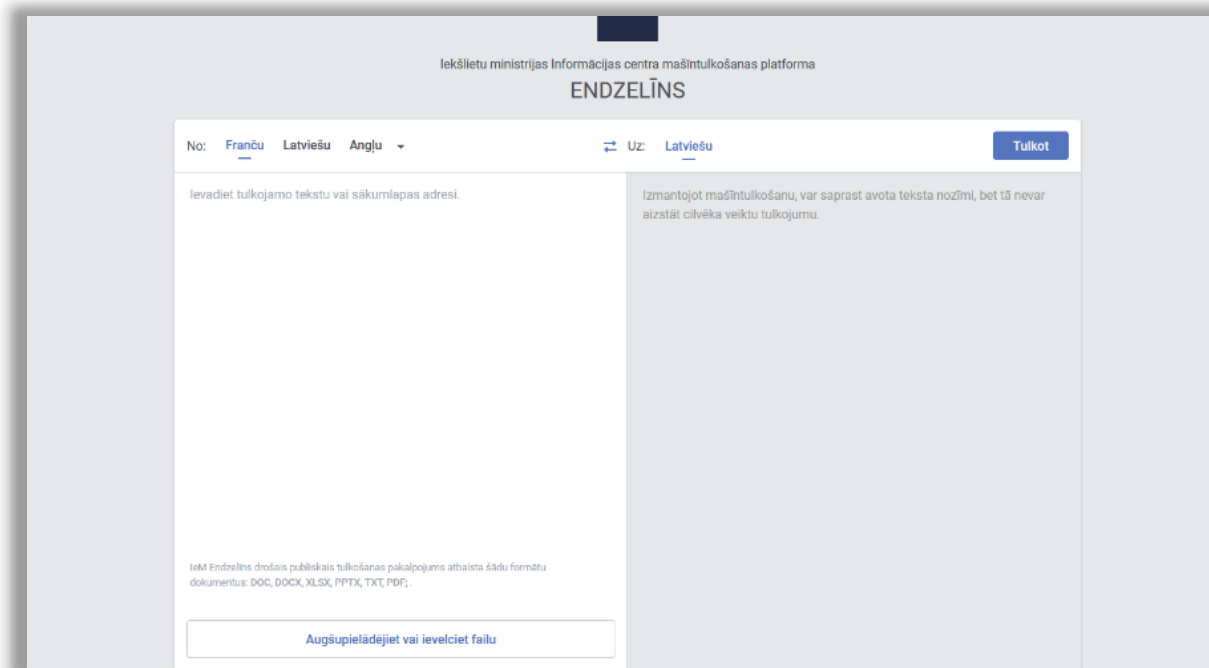 Iekšlietu ministrijas Informācijas centra mašīntulkošanas platforma
ENDZELĪNS
No: Franču Latviešu Angļu
Uz: Latviešu
Tulkot
Ievadiet tulkojamo tekstu vai sākumlapas adresi.
Izmantojot mašīntulkošanu, var saprast avota teksta nozīmi, bet tā nevar
aizstāt cilvēka veiktu tulkojumu.
IeM Endzelīns drošais publiskais tulkošanas pakalpojums atbalsta šādu formātu
dokumentus: DOC, DOCX, XLSX, PPTX, TXT, PDF; .
Augšupielādējiet vai ievelciet failu